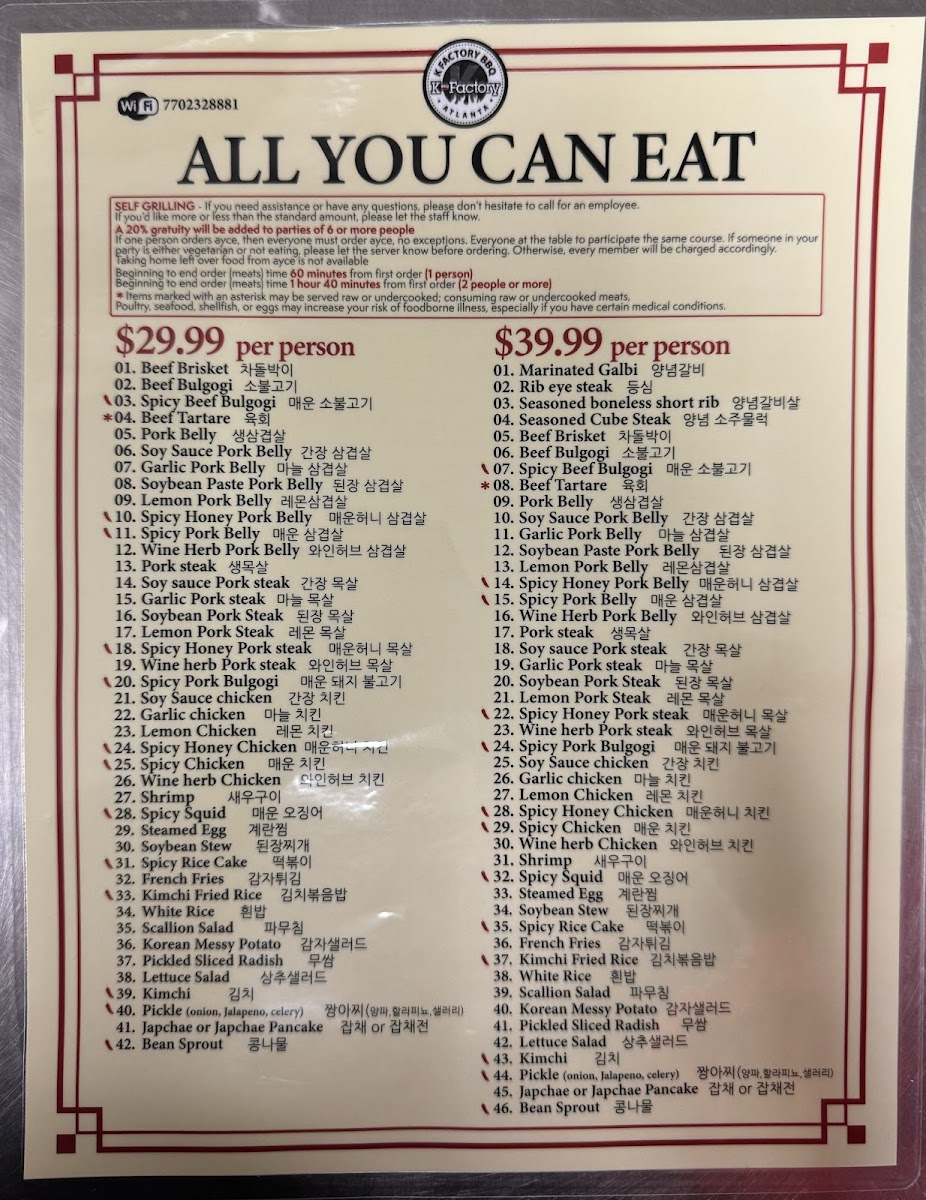 K FACTORY BBQ
K-Factory
ATLANTA
WiFi 7702328881
ALL YOU CAN EAT
SELF GRILLING - If you need assistance or have any questions, please don't hesitate to call for an employee.
If you'd like more or less than the standard amount, please let the staff know.
A 20% gratuity will be added to parties of 6 or more people
If one person orders ayce, then everyone must order ayce, no exceptions. Everyone at the table to participate the same course. If someone in your
party is either vegetarian or not eating, please let the server know before ordering. Otherwise, every member will be charged accordingly.
Taking home left over food from ayce is not available
Beginning to end order (meats) time 60 minutes from first order (1 person)
Beginning to end order (meats) time 1 hour 40 minutes from first order (2 people or more)
* Items marked with an asterisk may be served raw or undercooked; consuming raw or undercooked meats,
Poultry, seafood, shellfish, or eggs may increase your risk of foodborne illness, especially if you have certain medical conditions.
$29.99 per person
01. Beef Brisket 차돌박이
02. Beef Bulgogi 소불고기
03. Spicy Beef Bulgogi 매운 소불고기
*04. Beef Tartare 육회
05. Pork Belly 생삼겹살
06. Soy Sauce Pork Belly 간장 삼겹살
07. Garlic Pork Belly 마늘 삼겹살
08. Soybean Paste Pork Belly 된장 삼겹살
09. Lemon Pork Belly 레몬삼겹살
10. Spicy Honey Pork Belly 매운허니 삼겹살
11. Spicy Pork Belly 매운 삼겹살
12. Wine Herb Pork Belly 와인허브 삼겹살
13. Pork steak 생목살
14. Soy sauce Pork steak 간장 목살
15. Garlic Pork steak 마늘 목살
16. Soybean Pork Steak 된장 목살
17. Lemon Pork Steak 레몬 목살
18. Spicy Honey Pork steak 매운허니 목살
19. Wine herb Pork steak 와인허브 목살
20. Spicy Pork Bulgogi 매운 돼지 불고기
21. Soy Sauce chicken 간장 치킨
22. Garlic chicken 마늘 치킨
23. Lemon Chicken 레몬 치킨
24. Spicy Honey Chicken 매운허니 치킨
25. Spicy Chicken 매운 치킨
26. Wine herb Chicken 와인허브 치킨
27. Shrimp 새우구이
28. Spicy Squid 매운 오징어
29. Steamed Egg 계란찜
30. Soybean Stew 된장찌개
31. Spicy Rice Cake 떡볶이
32. French Fries 감자튀김
33. Kimchi Fried Rice 김치볶음밥
34. White Rice 흰밥
35. Scallion Salad 파무침
36. Korean Messy Potato 감자샐러드
37. Pickled Sliced Radish 무쌈
38. Lettuce Salad 상추샐러드
39. Kimchi 김치
40. Pickle (onion, Jalapeno, celery) 짱아찌(양파,할라피뇨,샐러리)
41. Japchae or Japchae Pancake 잡채 or 잡채전
42. Bean Sprout 콩나물
$39.99 per person
01. Marinated Galbi 양념갈비
02. Rib eye steak 등심
03. Seasoned boneless short rib 양념갈비살
04. Seasoned Cube Steak 양념 소주물럭
05. Beef Brisket 차돌박이
06. Beef Bulgogi 소불고기
07. Spicy Beef Bulgogi 매운 소불고기
*08. Beef Tartare 육회
09. Pork Belly 생삼겹살
10. Soy Sauce Pork Belly 간장 삼겹살
11. Garlic Pork Belly 마늘 삼겹살
12. Soybean Paste Pork Belly 된장 삼겹살
13. Lemon Pork Belly 레몬삼겹살
14. Spicy Honey Pork Belly 매운허니 삼겹살
15. Spicy Pork Belly 매운 삼겹살
16. Wine Herb Pork Belly 와인허브 삼겹살
17. Pork steak 생목살
18. Soy sauce Pork steak 간장 목살
19. Garlic Pork steak 마늘 목살
20. Soybean Pork Steak 된장 목살
21. Lemon Pork Steak 레몬 목살
22. Spicy Honey Pork steak 매운허니 목살
23. Wine herb Pork steak 와인허브 목살
24. Spicy Pork Bulgogi 매운 돼지 불고기
25. Soy Sauce chicken 간장 치킨
26. Garlic chicken 마늘 치킨
27. Lemon Chicken 레몬 치킨
28. Spicy Honey Chicken 매운허니 치킨
29. Spicy Chicken 매운 치킨
30. Wine herb Chicken 와인허브 치킨
31. Shrimp 새우구이
32. Spicy Squid 매운 오징어
33. Steamed Egg 계란찜
34. Soybean Stew 된장찌개
35. Spicy Rice Cake 떡볶이
36. French Fries 감자튀김
37. Kimchi Fried Rice 김치볶음밥
38. White Rice 흰밥
39. Scallion Salad 파무침
40. Korean Messy Potato 감자샐러드
41. Pickled Sliced Radish 무쌈
42. Lettuce Salad 상추샐러드
43. Kimchi 김치
44. Pickle (onion, Jalapeno, celery) 짱아찌(양파,할라피뇨,샐러리)
45. Japchae or Japchae Pancake 잡채 or 잡채전
46. Bean Sprout 콩나물